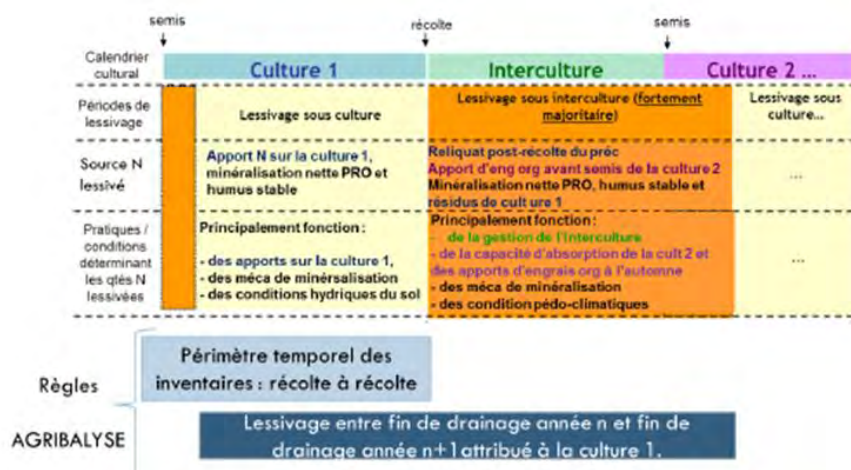 semis
récolte
semis
Calendrier
cultural
Culture 1
Interculture
Culture 2 ...
Périodes de
lessivage
Lessivage sous culture
Lessivage sous interculture (fortement
majoritaire)
Lessivage sous
culture...
Source N
lessivé
Apport N sur la culture 1,
minéralisation nette PRO et
humus stable
Reliquat post-récolte du préc
Apport d'eng org avant semis de la culture 2
Minéralisation nette PRO, humus stable et
résidus de culture 1
...
Pratiques /
conditions
déterminant
les qtés N
lessivées
Principalement fonction :
- des apports sur la culture 1,
- des méca de minérsalisation
- des conditions hydriques du sol
Principalement fonction :
- de la gestion de l'interculture
- de la capacité d'absorption de la cult 2 et
des apports d'engrais org à l'automne
- des méca de minéralisation
- des condition pédo-climatiques
...
Règles
AGRIBALYSE
Périmètre temporel des
inventaires : récolte à récolte
Lessivage entre fin de drainage année n et fin de
drainage année n+1 attribué à la culture 1.